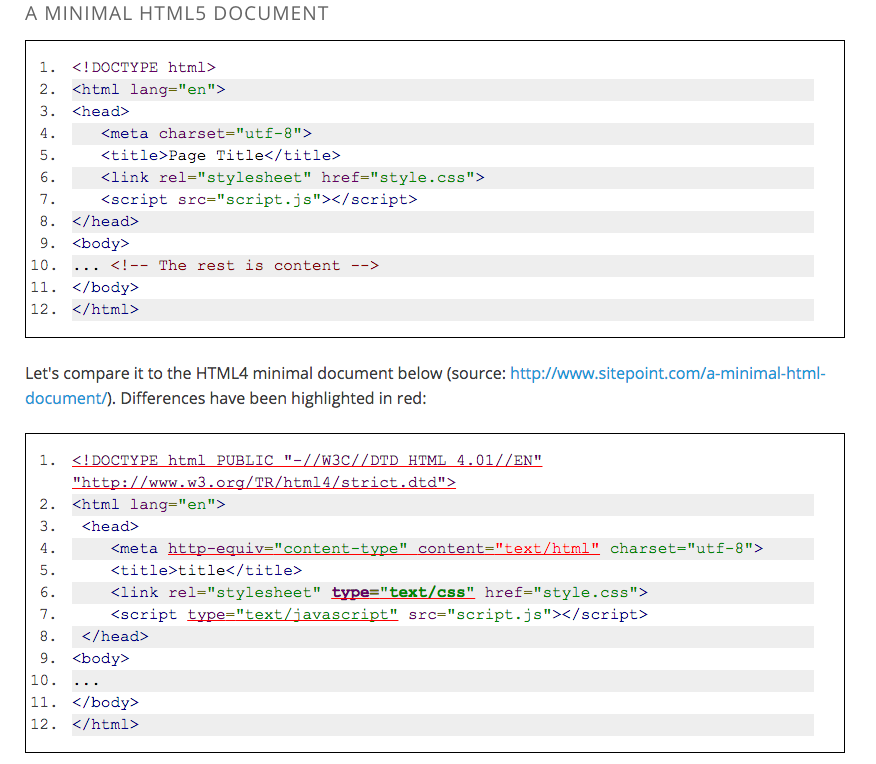 A MINIMAL HTML5 DOCUMENT
1. <!DOCTYPE html>
2. <html lang="en">
3. <head>
4.    <meta charset="utf-8">
5.    <title>Page Title</title>
6.    <link rel="stylesheet" href="style.css">
7.    <script src="script.js"></script>
8. </head>
9. <body>
10. ... <!-- The rest is content -->
11. </body>
12. </html>
Let's compare it to the HTML4 minimal document below (source: http://www.sitepoint.com/a-minimal-html-
document/). Differences have been highlighted in red:
1. <!DOCTYPE html PUBLIC "-//W3C//DTD HTML 4.01//EN"
"http://www.w3.org/TR/html4/strict.dtd">
2. <html lang="en">
3.  <head>
4.     <meta http-equiv="content-type" content="text/html" charset="utf-8">
5.     <title>title</title>
6.     <link rel="stylesheet" type="text/css" href="style.css">
7.     <script type="text/javascript" src="script.js"></script>
8.  </head>
9. <body>
10. ...
11. </body>
12. </html>